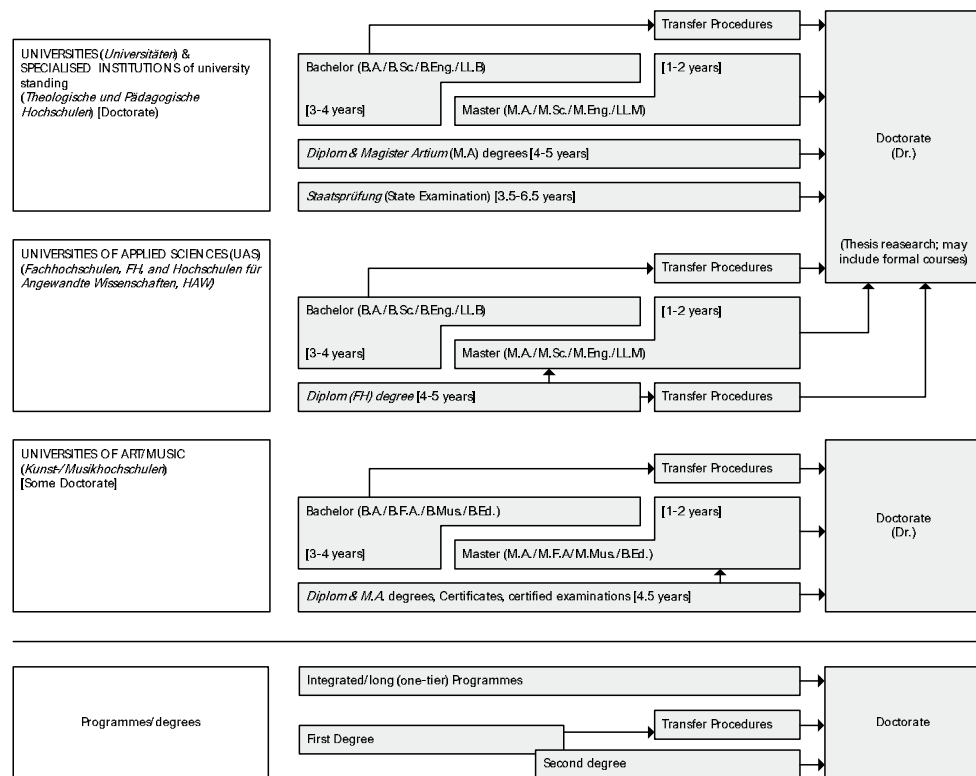 UNIVERSITIES (Universitäten) &
SPECIALISED INSTITUTIONS of university
standing
(Theologische und Pädagogische
Hochschulen) [Doctorate)
Transfer Procedures
Bachelor (B.A./B.Sc./B.Eng./LL.B)
[3-4 years]
[1-2 years]
Master (M.A./M.Sc./M.Eng./LL.M)
Diplom & Magister Artium (M.A) degrees [4-5 years]
Staatsprüfung (State Examination) [3.5-6.5 years]
Doctorate
(Dr.)
(Thesis reasearch; may
include formal courses)
UNIVERSITIES OF APPLIED SCIENCES (UAS)
(Fachhochschulen, FH, and Hochschulen für
Angewandte Wissenschaften, HAW)
Transfer Procedures
Bachelor (B.A./B.Sc./B.Eng./LL.B)
[3-4 years]
[1-2 years]
Master (M.A./M.Sc./M.Eng./LL.M)
Diplom (FH) degree [4-5 years]
Transfer Procedures
UNIVERSITIES OF ART/MUSIC
(Kunst-/Musikhochschulen)
[Some Doctorate]
Transfer Procedures
Bachelor (B.A./B.F.A./B.Mus./B.Ed.)
[3-4 years]
[1-2 years]
Master (M.A./M.F.A/M.Mus./B.Ed.)
Diplom & M.A. degrees, Certificates, certified examinations [4.5 years]
Doctorate
(Dr.)
Programmes/degrees
Integrated/long (one-tier) Programmes
Transfer Procedures
First Degree
Second degree
Doctorate